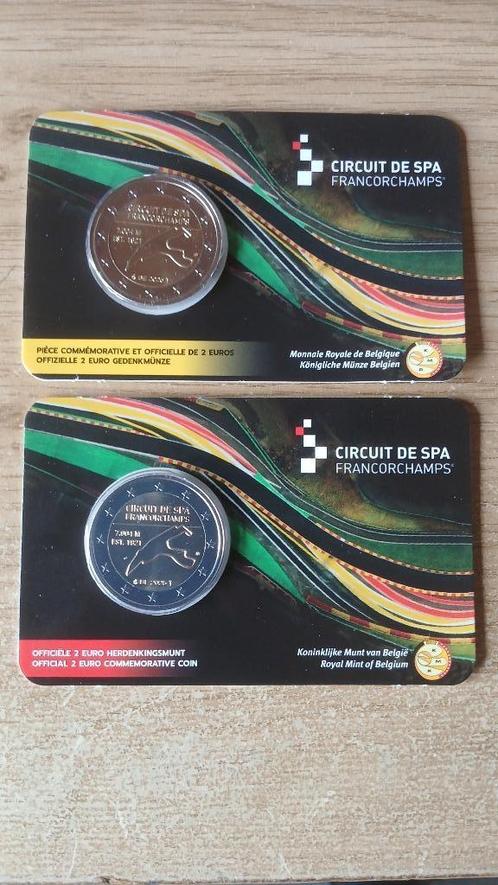 CIRCUIT DE SPA
FRANCORCHAMPS
CIRCUIT DE SPA
FRANCORCHAMPS
7.004 M
EST. 1921
PIÈCE COMMÉMORATIVE ET OFFICIELLE DE 2 EUROS
OFFIZIELLE 2 EURO GEDENKMÜNZE
Monnaie Royale de Belgique
Königliche Münze Belgien
CIRCUIT DE SPA
FRANCORCHAMPS
CIRCUIT DE SPA
FRANCORCHAMPS
7.004 M
EST. 1921
OFFICIËLE 2 EURO HERDENKINGSMUNT
OFFICIAL 2 EURO COMMEMORATIVE COIN
Koninklijke Munt van België
Royal Mint of Belgium